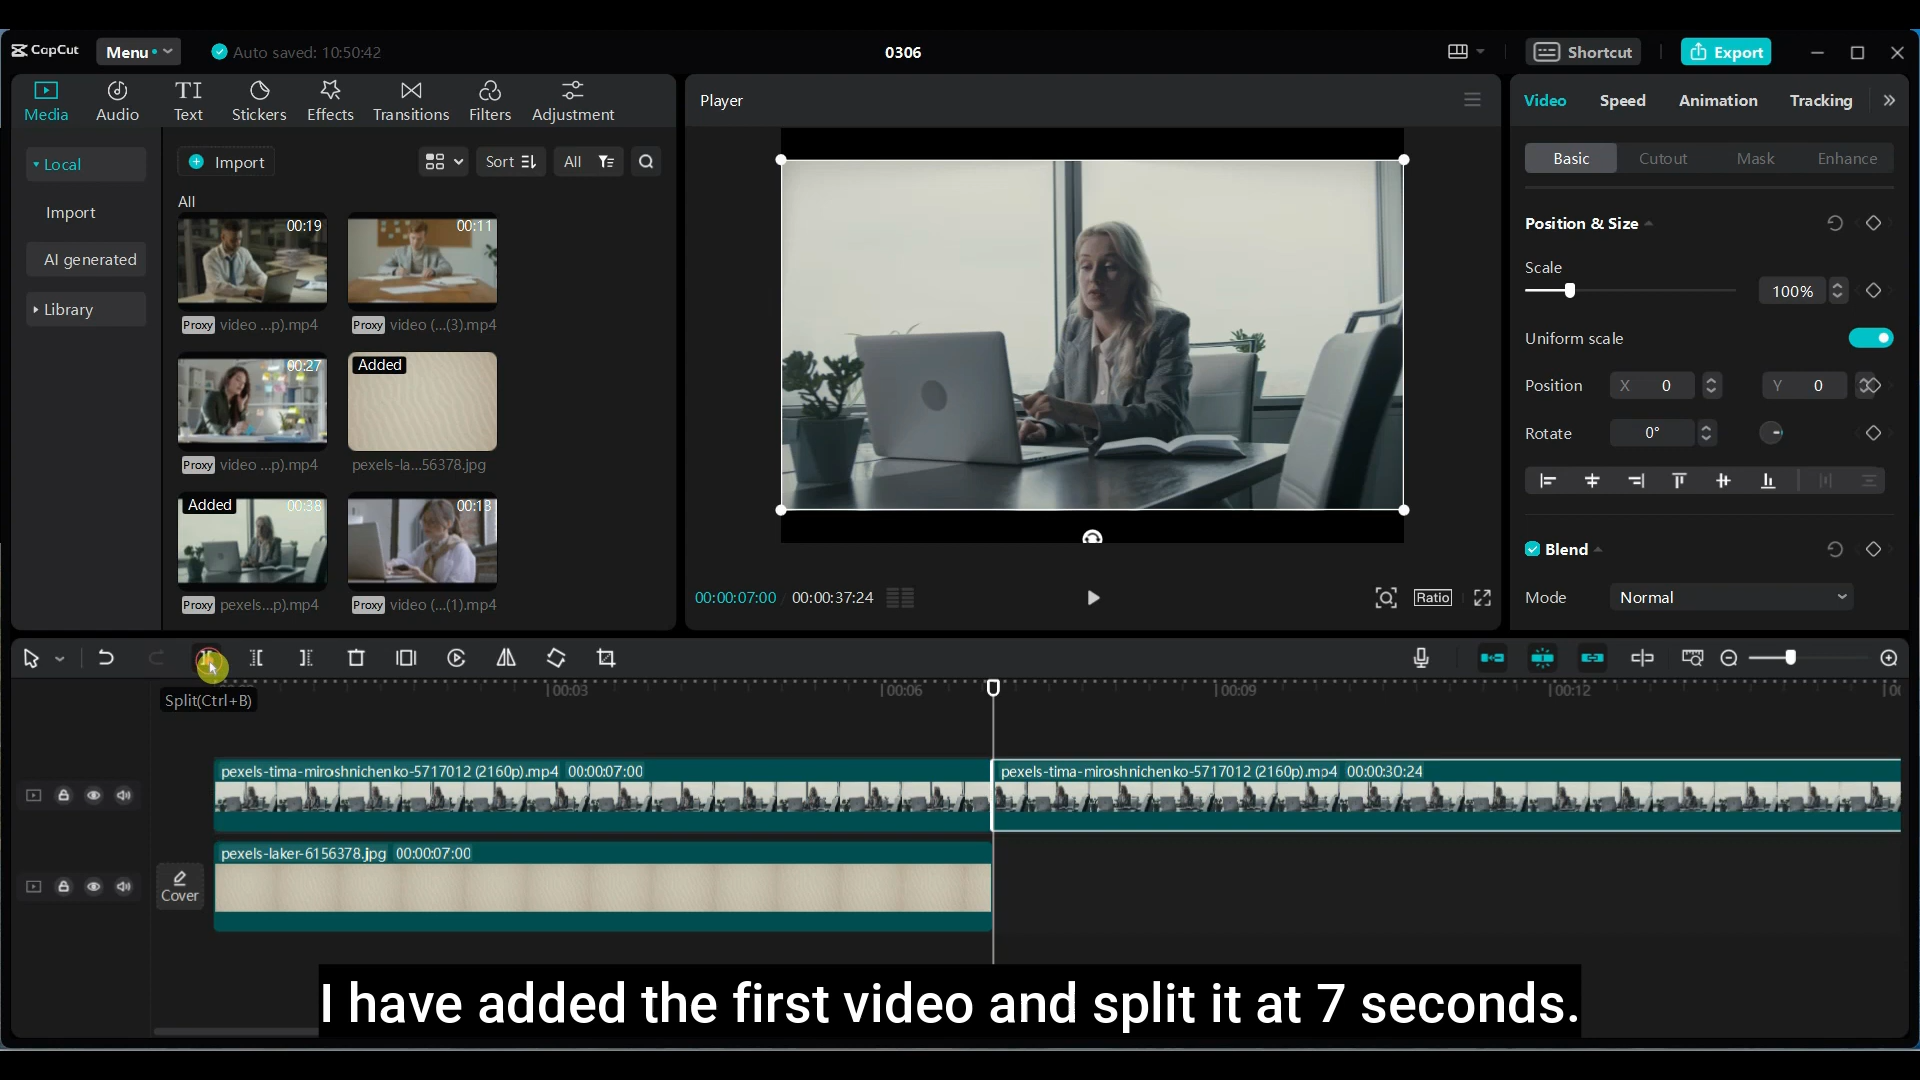 CapCut
Menu
Auto saved: 10:50:42
0306
Shortcut
Export
Media
Audio
TI
Text
Stickers
Effects
Transitions
Filters
Adjustment
Local
Import
AI generated
Library
Import
Sort
All
All
00:19
Proxy video ...p).mp4
00:11
Proxy video (...(3).mp4
00:27
Proxy video ...p).mp4
Added
pexels-la...56378.jpg
Added 00:38
Proxy pexels...p).mp4
00:13
Proxy video (...(1).mp4
Player
00:00:07:00 00:00:37:24
Ratio
Video Speed Animation Tracking
Basic Cutout Mask Enhance
Position & Size
Scale
100%
Uniform scale
Position X 0 Y 0
Rotate 0°
Blend
Mode Normal
Split(Ctrl+B)
00:03 00:06 00:09 00:12
pexels-tima-miroshnichenko-5717012 (2160p).mp4 00:00:07:00
pexels-tima-miroshnichenko-5717012 (2160p).mp4 00:00:30:24
pexels-laker-6156378.jpg 00:00:07:00
Cover
I have added the first video and split it at 7 seconds.